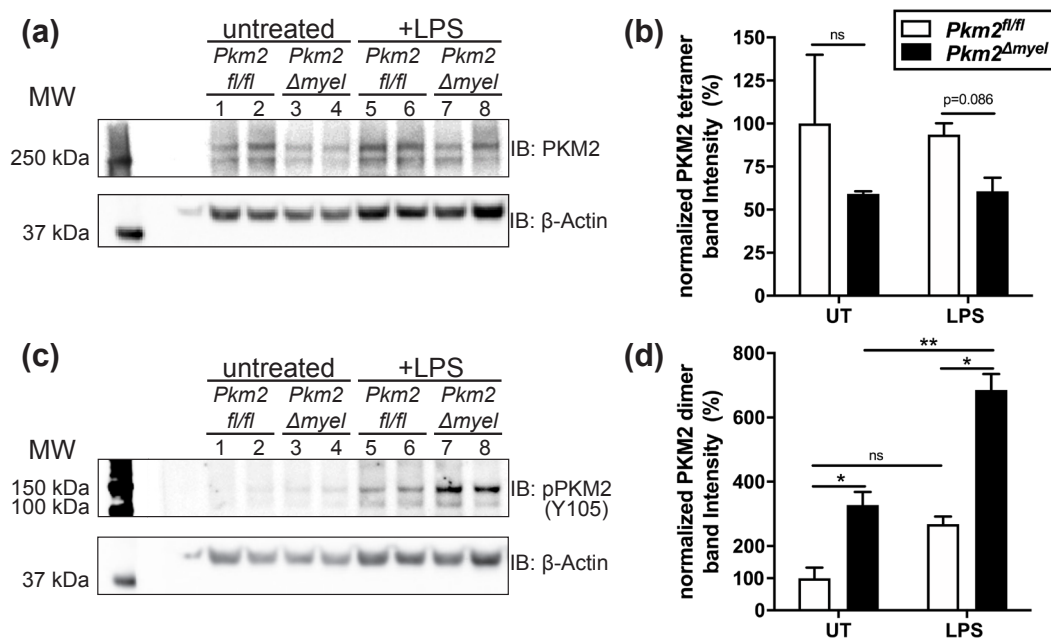 (a)
untreated +LPS
Pkm2 Pkm2 Pkm2 Pkm2
fl/fl Δmyel fl/fl Δmyel
MW
1 2 3 4 5 6 7 8
250 kDa
IB: PKM2
37 kDa
IB: β-Actin
(b)
Pkm2fl/fl
Pkm2Δmyel
normalized PKM2 tetramer
band Intensity (%)
150
125
100
75
50
25
0
ns
p=0.086
UT LPS
(c)
untreated +LPS
Pkm2 Pkm2 Pkm2 Pkm2
fl/fl Δmyel fl/fl Δmyel
MW
1 2 3 4 5 6 7 8
150 kDa
100 kDa
IB: pPKM2
(Y105)
37 kDa
IB: β-Actin
(d)
normalized PKM2 dimer
band Intensity (%)
800
600
400
300
200
100
0
ns
*
**
*
UT LPS